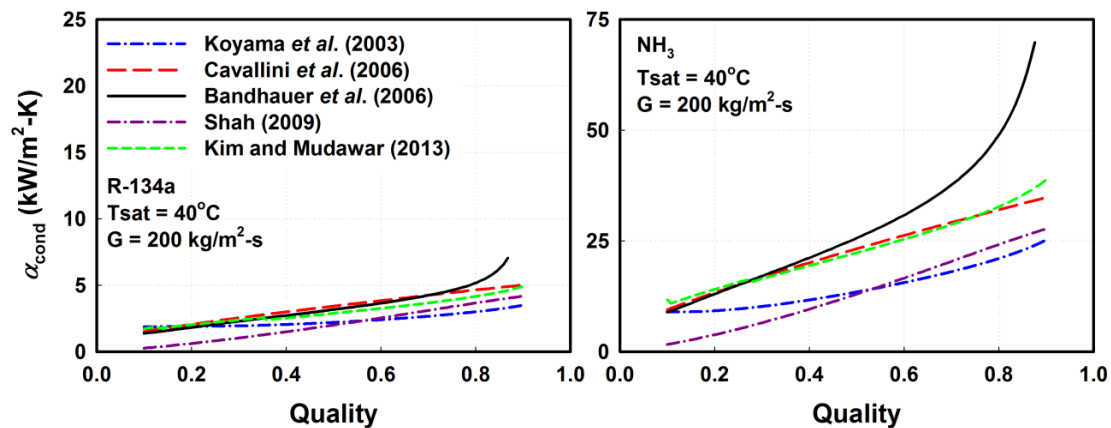 α_cond (kW/m²-K)
25
20
15
10
5
0
Koyama et al. (2003)
Cavallini et al. (2006)
Bandhauer et al. (2006)
Shah (2009)
Kim and Mudawar (2013)
R-134a
Tsat = 40°C
G = 200 kg/m²-s
0.0 0.2 0.4 0.6 0.8 1.0
Quality
75
50
25
0
NH₃
Tsat = 40°C
G = 200 kg/m²-s
0.0 0.2 0.4 0.6 0.8 1.0
Quality